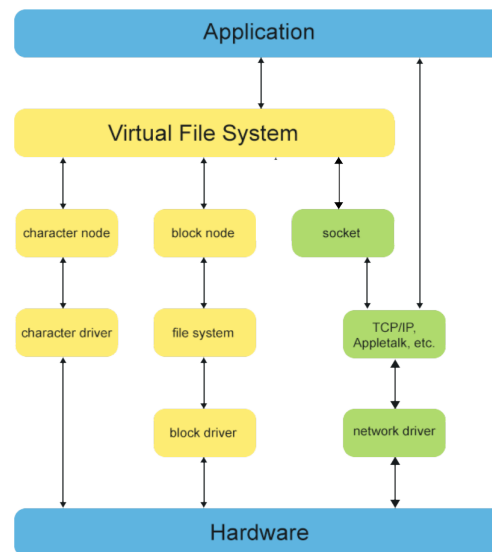 Application
Virtual File System
character node
block node
socket
character driver
file system
TCP/IP,
Appletalk, etc.
block driver
network driver
Hardware